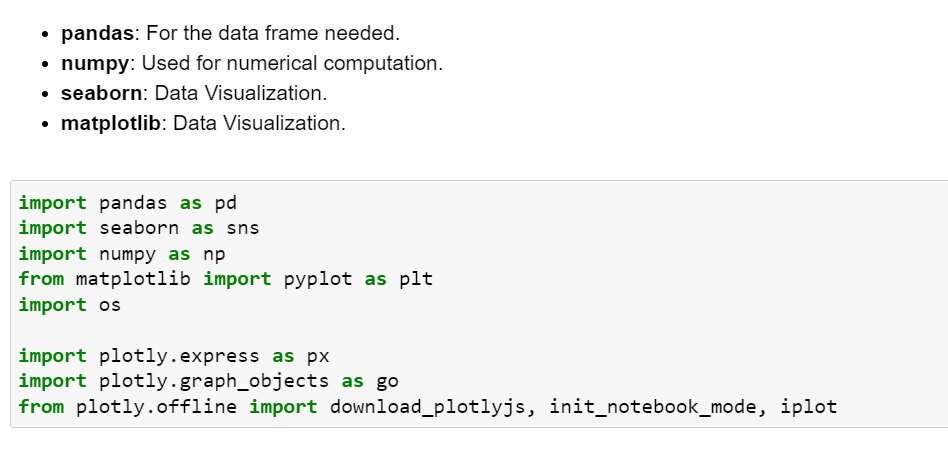 pandas: For the data frame needed.
numpy: Used for numerical computation.
seaborn: Data Visualization.
matplotlib: Data Visualization.
import pandas as pd
import seaborn as sns
import numpy as np
from matplotlib import pyplot as plt
import os
import plotly.express as px
import plotly.graph_objects as go
from plotly.offline import download_plotlyjs, init_notebook_mode, iplot